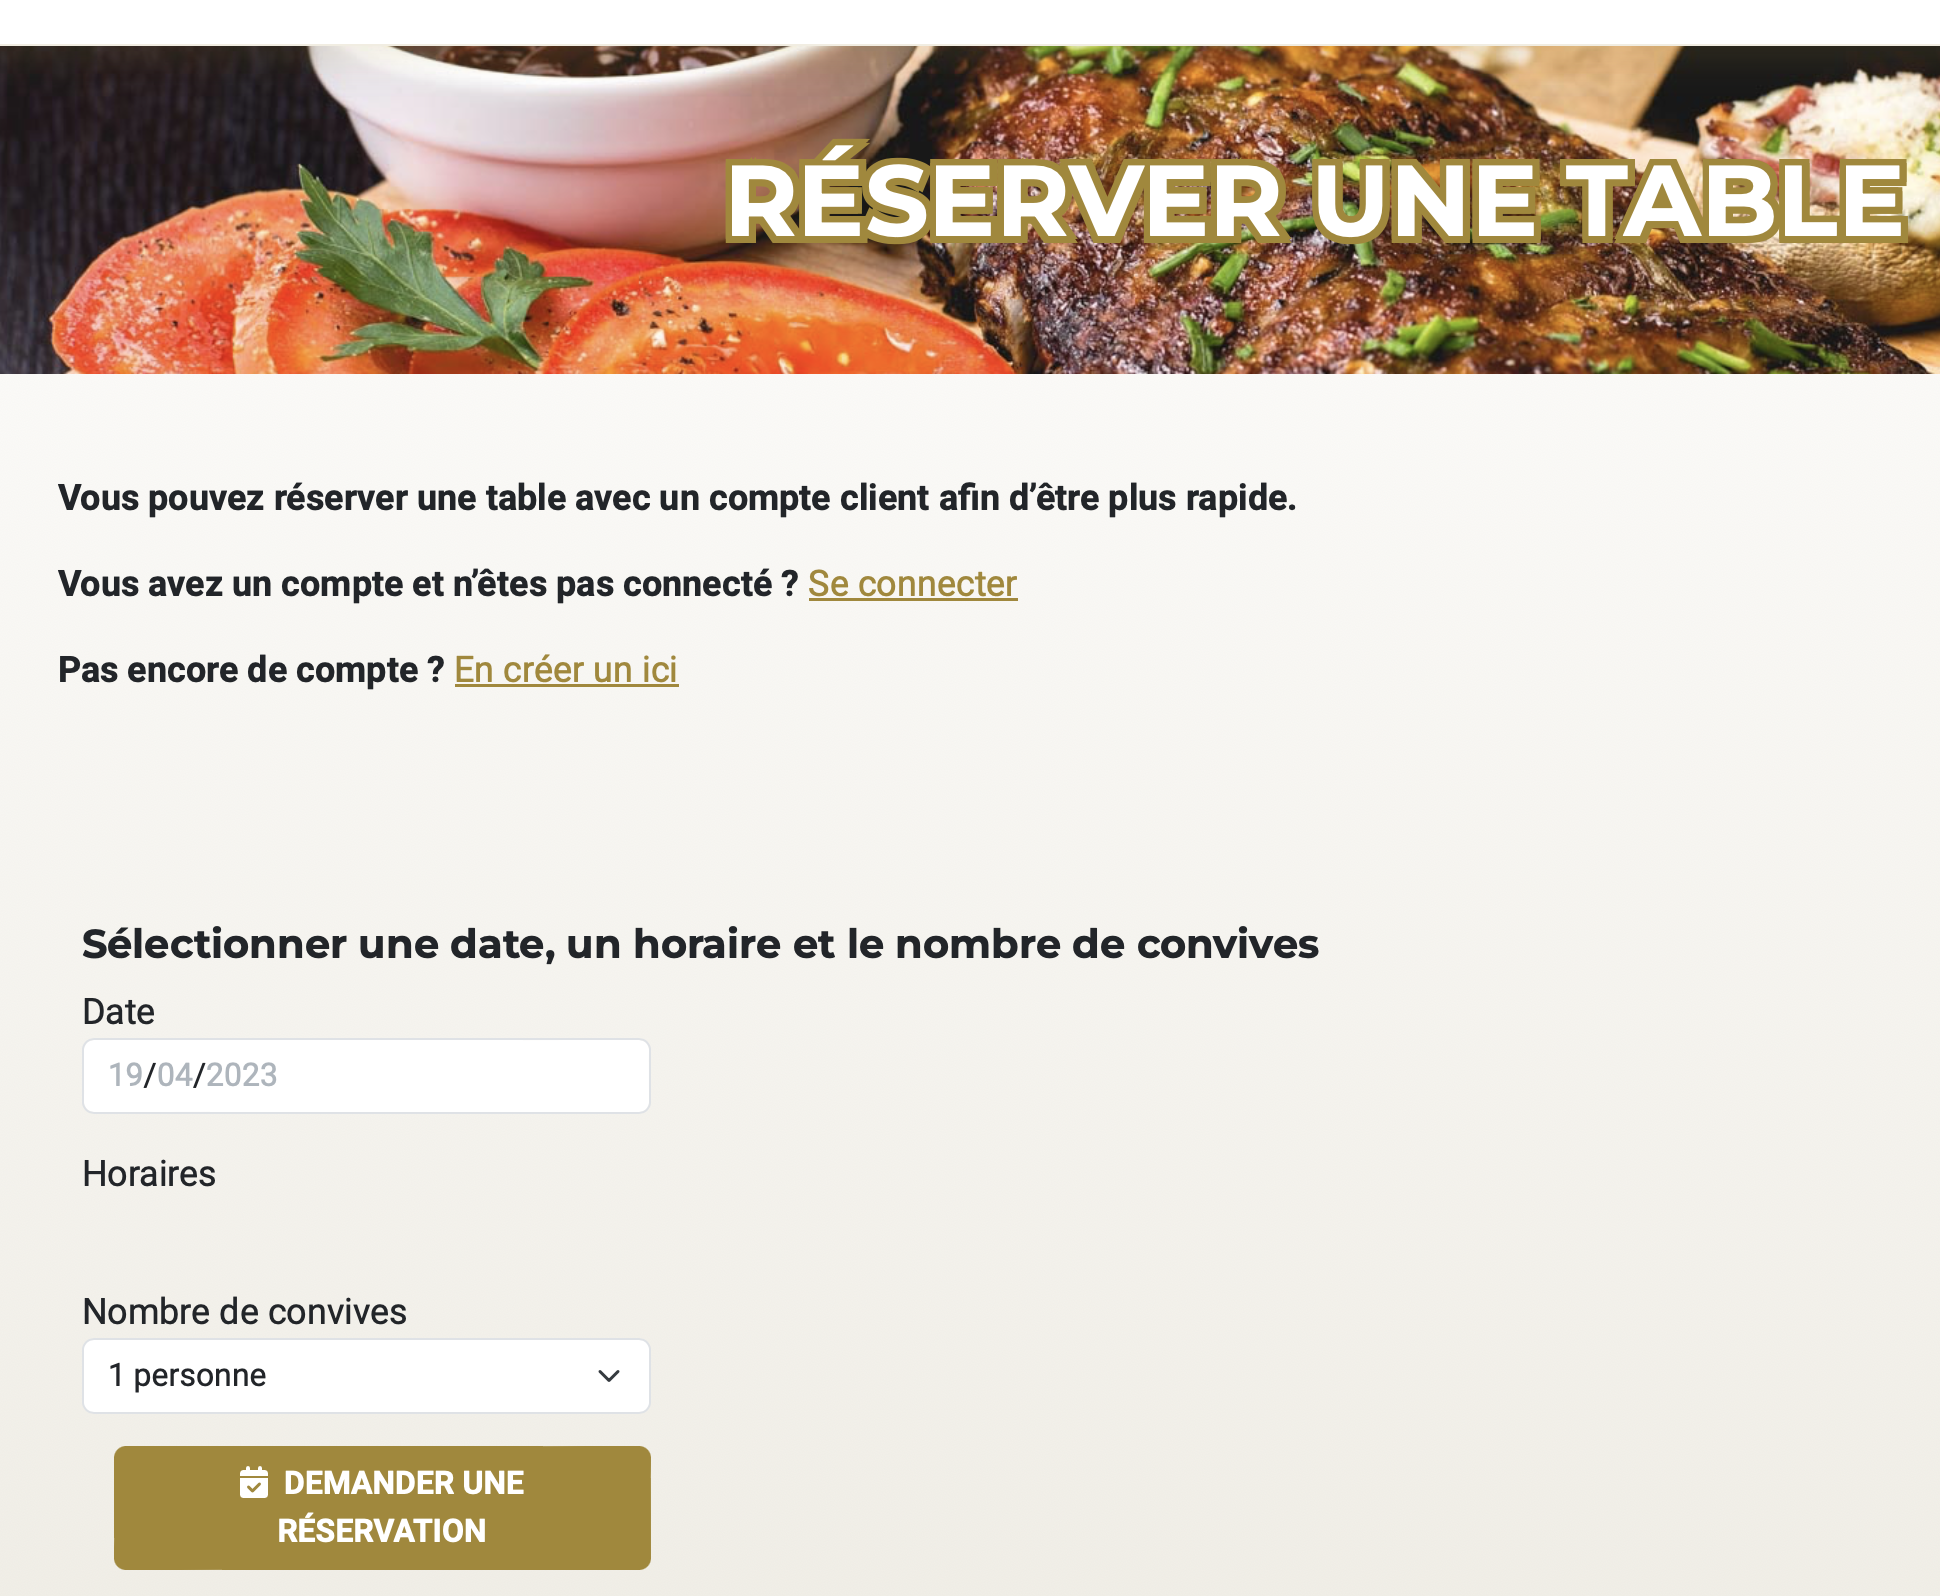 RÉSERVER UNE TABLE
Vous pouvez réserver une table avec un compte client afin d’être plus rapide.
Vous avez un compte et n’êtes pas connecté ? Se connecter
Pas encore de compte ? En créer un ici
Sélectionner une date, un horaire et le nombre de convives
Date
19/04/2023
Horaires
Nombre de convives
1 personne
DEMANDER UNE
RÉSERVATION